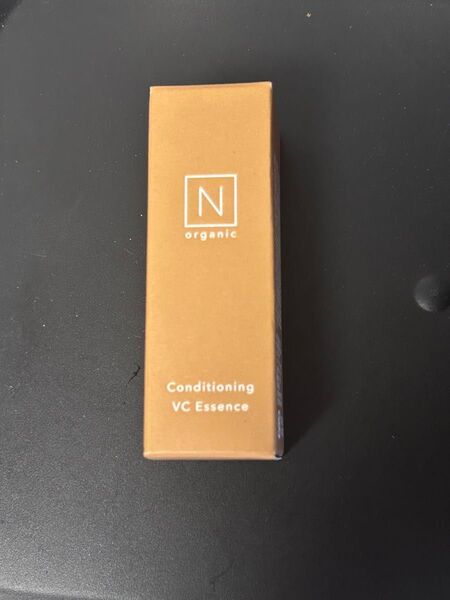 N
organic
Conditioning
VC Essence